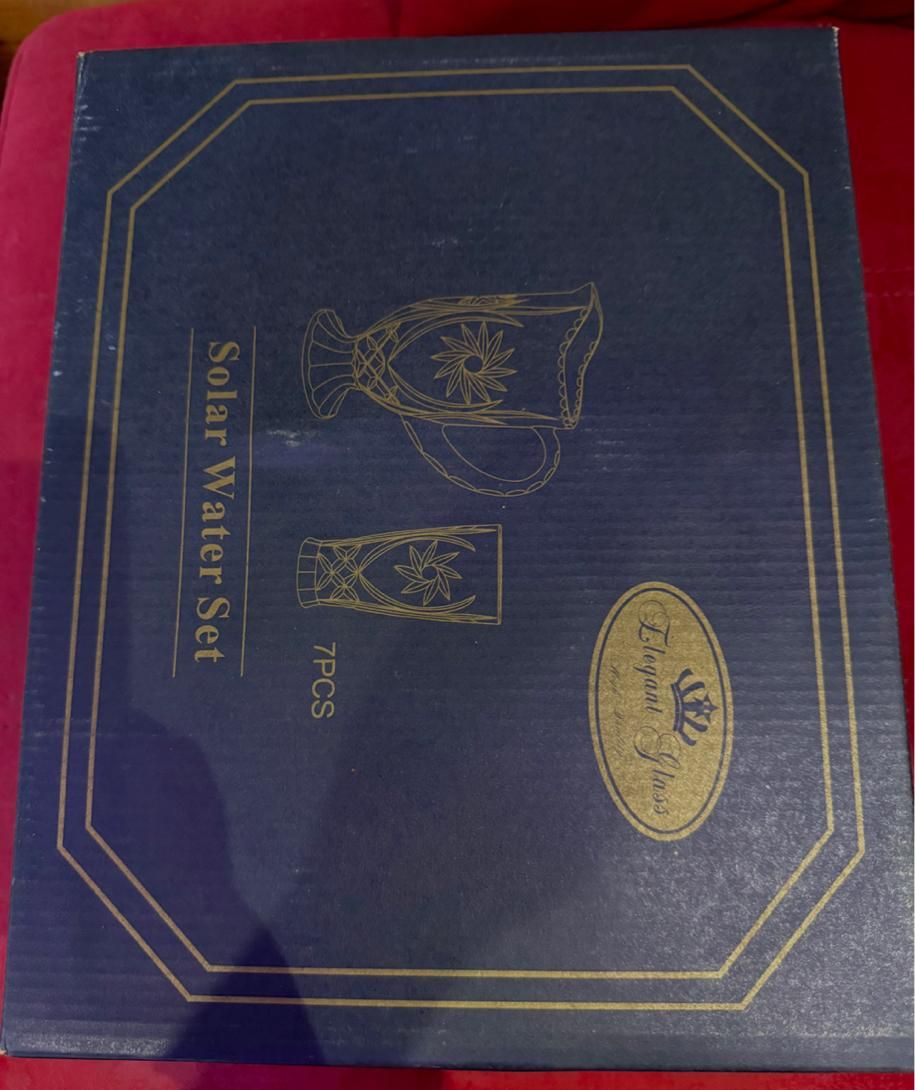 Elegant Glass
7PCS
Solar Water Set